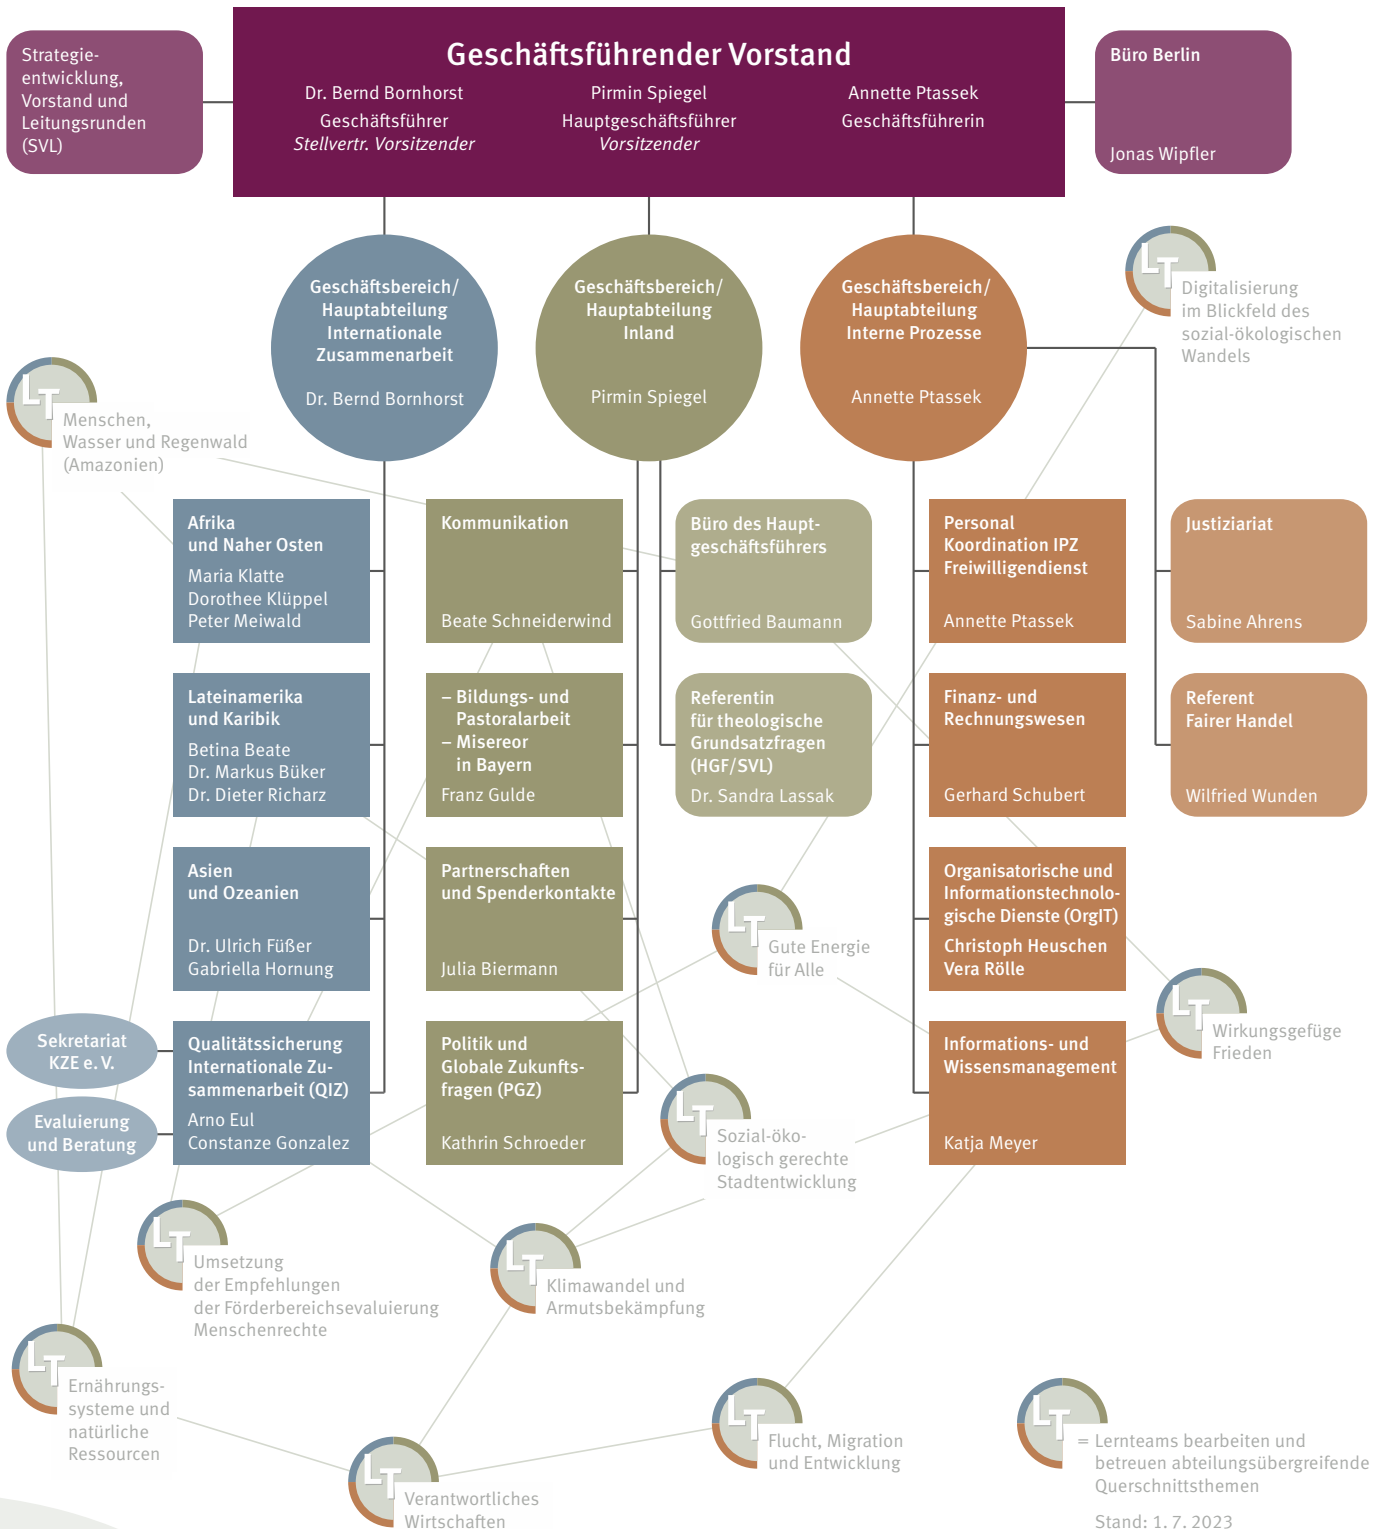 Strategie-
entwicklung,
Vorstand und
Leitungsrunden
(SVL)
Geschäftsführender Vorstand
Dr. Bernd Bornhorst
Geschäftsführer
Stellvertr. Vorsitzender
Pirmin Spiegel
Hauptgeschäftsführer
Vorsitzender
Annette Ptassek
Geschäftsführerin
Büro Berlin
Jonas Wipfler
Geschäftsbereich/
Hauptabteilung
Internationale
Zusammenarbeit
Dr. Bernd Bornhorst
Geschäftsbereich/
Hauptabteilung
Inland
Pirmin Spiegel
Geschäftsbereich/
Hauptabteilung
Interne Prozesse
Annette Ptassek
LT
Digitalisierung
im Blickfeld des
sozial-ökologischen
Wandels
LT
Menschen,
Wasser und Regenwald
(Amazonien)
Afrika
und Naher Osten
Maria Klatte
Dorothee Klüppel
Peter Meiwald
Kommunikation
Beate Schneiderwind
Büro des Haupt-
geschäftsführers
Gottfried Baumann
Personal
Koordination IPZ
Freiwilligendienst
Annette Ptassek
Justiziariat
Sabine Ahrens
Lateinamerika
und Karibik
Betina Beate
Dr. Markus Büker
Dr. Dieter Richarz
– Bildungs- und
Pastoralarbeit
– Misereor
in Bayern
Franz Gulde
Referentin
für theologische
Grundsatzfragen
(HGF/SVL)
Dr. Sandra Lassak
Finanz- und
Rechnungswesen
Gerhard Schubert
Referent
Fairer Handel
Wilfried Wunden
Asien
und Ozeanien
Dr. Ulrich Füßer
Gabriella Hornung
Partnerschaften
und Spenderkontakte
Julia Biermann
LT
Gute Energie
für Alle
Organisatorische und
Informationstechnolo-
gische Dienste (OrgIT)
Christoph Heuschen
Vera Rölle
LT
Wirkungsgefüge
Frieden
Sekretariat
KZE e. V.
Evaluierung
und Beratung
Qualitätssicherung
Internationale Zu-
sammenarbeit (QIZ)
Arno Eul
Constanze Gonzalez
Politik und
Globale Zukunfts-
fragen (PGZ)
Kathrin Schroeder
LT
Sozial-öko-
logisch gerechte
Stadtentwicklung
Informations- und
Wissensmanagement
Katja Meyer
LT
Umsetzung
der Empfehlungen
der Förderbereichsevaluierung
Menschenrechte
LT
Klimawandel und
Armutsbekämpfung
LT
Ernährungs-
systeme und
natürliche
Ressourcen
LT
Verantwortliches
Wirtschaften
LT
Flucht, Migration
und Entwicklung
LT
= Lernteams bearbeiten und
betreuen abteilungsübergreifende
Querschnittsthemen
Stand: 1. 7. 2023